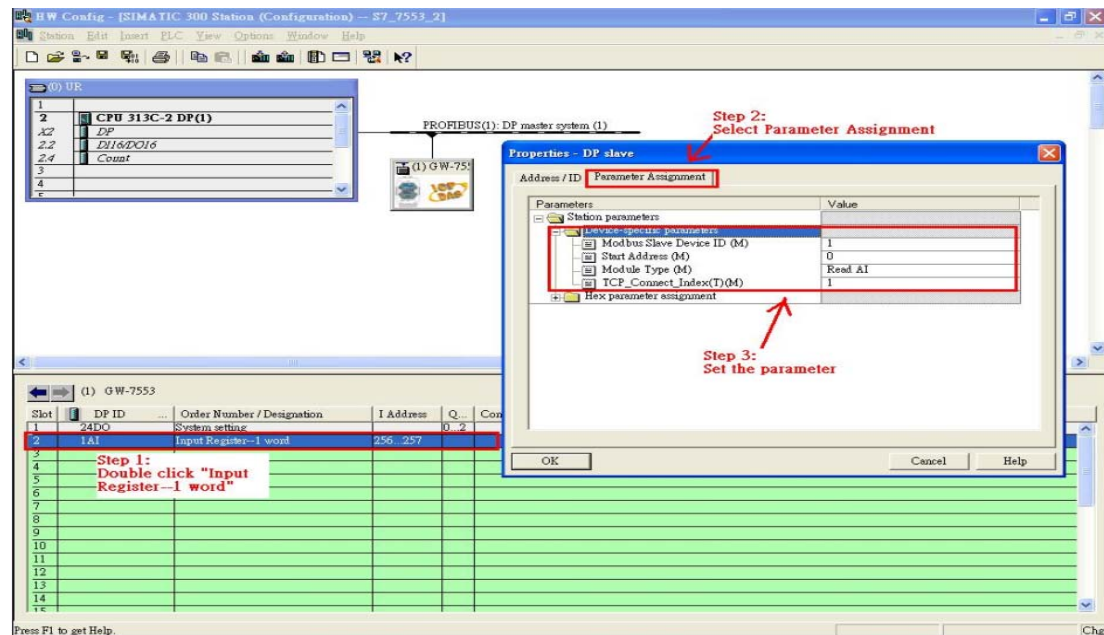 HW Config - [SIMATIC 300 Station (Configuration) -- S7_7553_2]
Station Edit Insert PLC View Options Window Help
(0) UR
1
2 CPU 313C-2 DP(1)
X2 DP
2.2 DI16/DO16
2.4 Count
3
4
PROFIBUS(1): DP master system (1)
(1) GW-755
Step 2:
Select Parameter Assignment
Properties - DP slave
Address / ID Parameter Assignment
Parameters Value
Station parameters
Device-specific parameters
Modbus Slave Device ID (M) 1
Start Address (M) 0
Module Type (M) Read AI
TCP_Connect_Index(T)(M) 1
Hex parameter assignment
Step 3:
Set the parameter
OK Cancel Help
(1) GW-7553
Slot DP ID ... Order Number / Designation I Address Q... Con
1 24DO System setting 0...2
2 1AI Input Register--1 word 256...257
3
4
5
6
7
8
9
10
11
12
13
14
15
Step 1:
Double click "Input
Register--1 word"
Press F1 to get Help. Chg